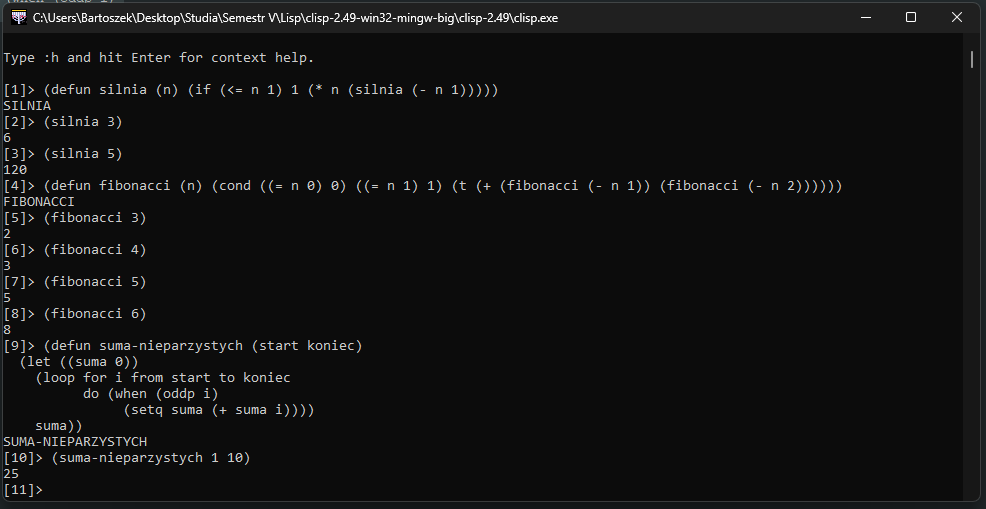 (when (oddp i)
C:\Users\Bartoszek\Desktop\Studia\Semestr V\Lisp\clisp-2.49-win32-mingw-big\clisp-2.49\clisp.exe
Type :h and hit Enter for context help.
[1]> (defun silnia (n) (if (<= n 1) 1 (* n (silnia (- n 1)))))
SILNIA
[2]> (silnia 3)
6
[3]> (silnia 5)
120
[4]> (defun fibonacci (n) (cond ((= n 0) 0) ((= n 1) 1) (t (+ (fibonacci (- n 1)) (fibonacci (- n 2))))))
FIBONACCI
[5]> (fibonacci 3)
2
[6]> (fibonacci 4)
3
[7]> (fibonacci 5)
5
[8]> (fibonacci 6)
8
[9]> (defun suma-nieparzystych (start koniec)
  (let ((suma 0))
    (loop for i from start to koniec
          do (when (oddp i)
               (setq suma (+ suma i))))
    suma))
SUMA-NIEPARZYSTYCH
[10]> (suma-nieparzystych 1 10)
25
[11]>